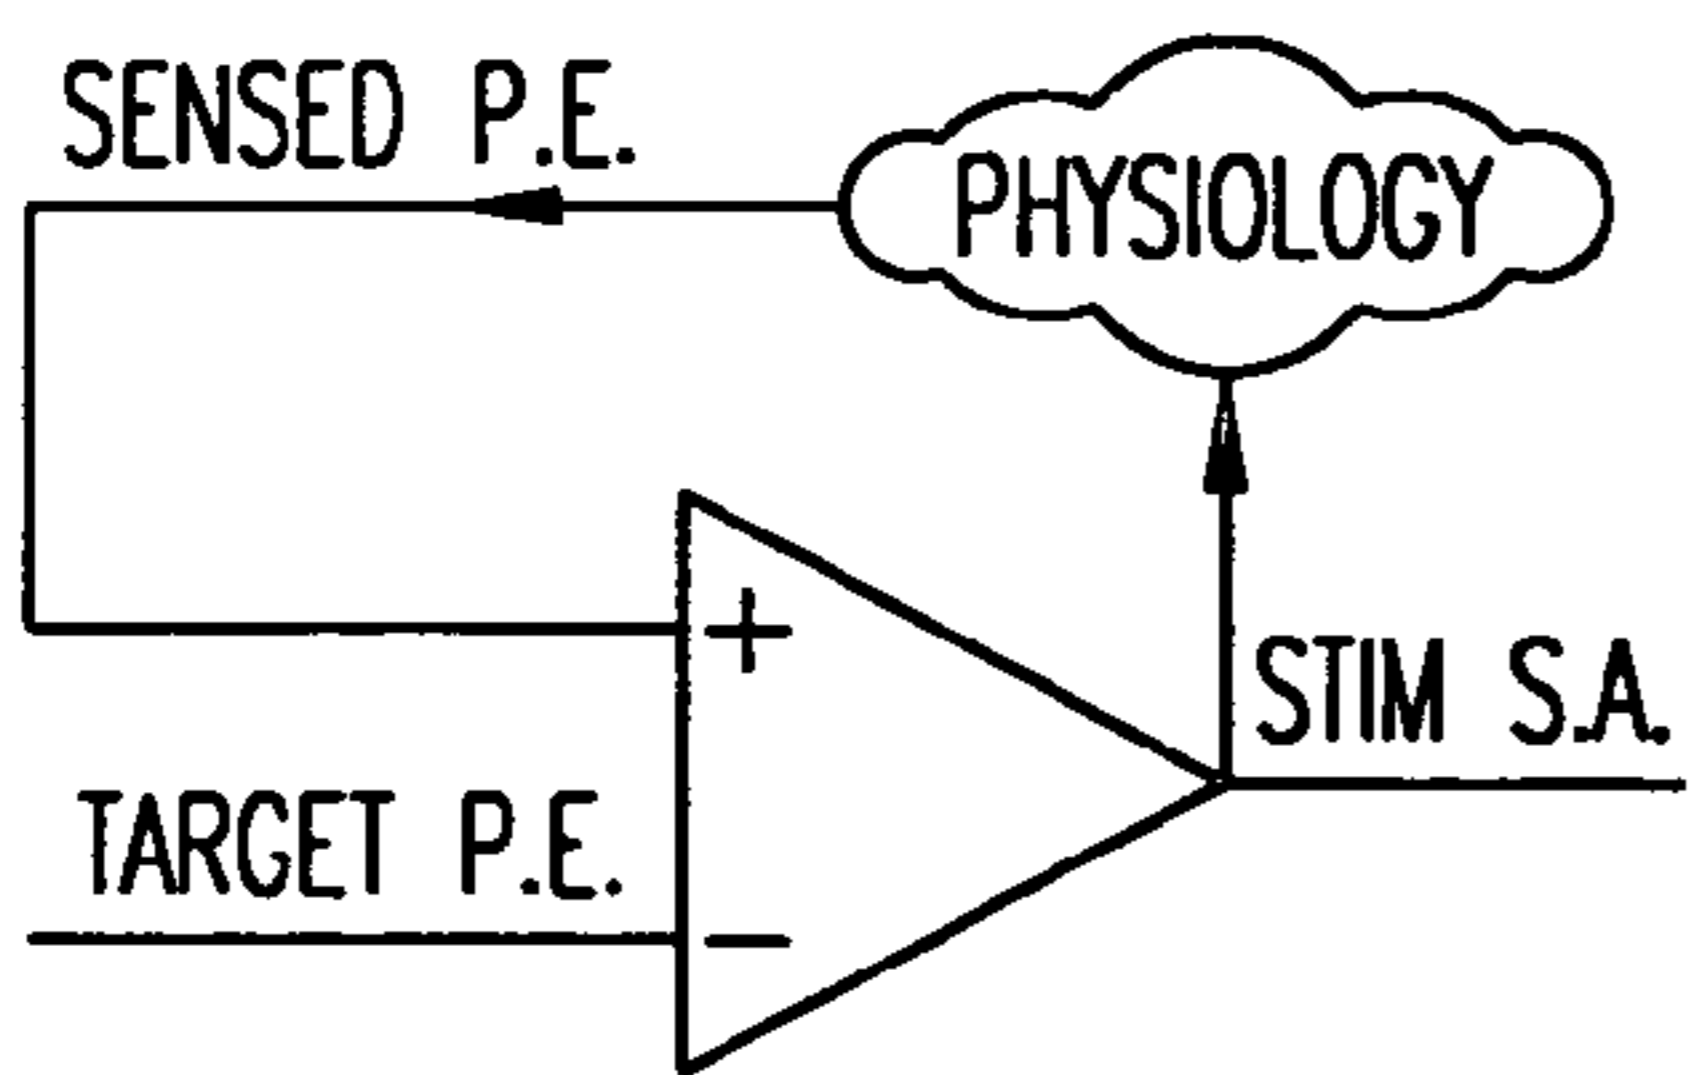 SENSED P.E.
PHYSIOLOGY
+
STIM S.A.
TARGET P.E.
−